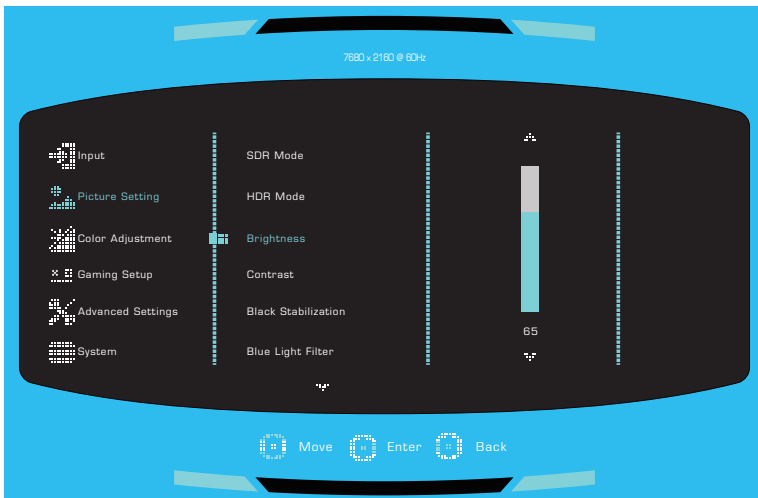 7680 x 2160 @ 60Hz
Input
Picture Setting
Color Adjustment
Gaming Setup
Advanced Settings
System
SDR Mode
HDR Mode
Brightness
Contrast
Black Stabilization
Blue Light Filter
65
Move
Enter
Back